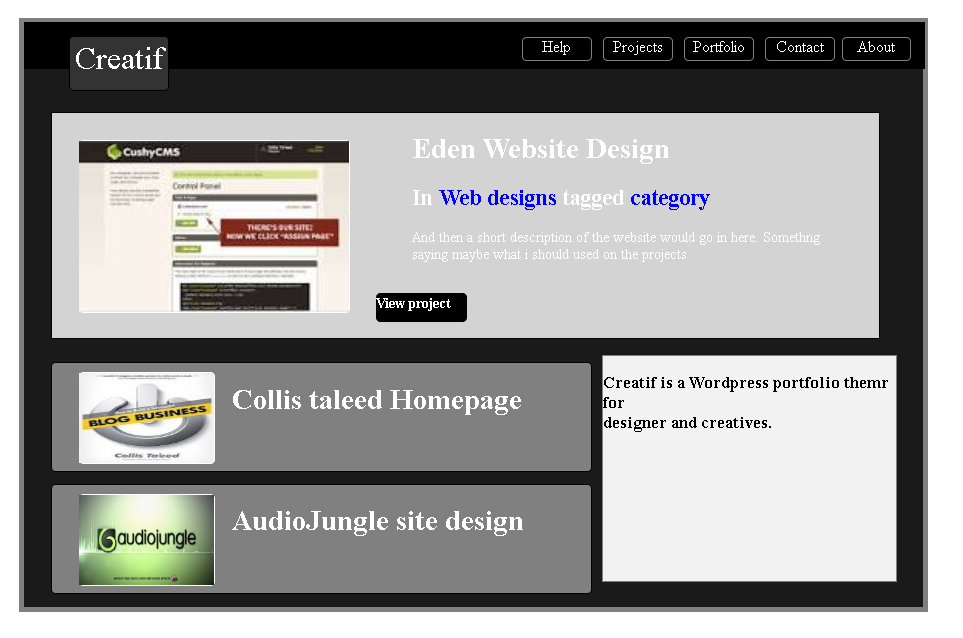 Creatif
Help Projects Portfolio Contact About
CushyCMS
Control Panel
THERE'S OUR SITE!
NOW WE CLICK "ASSIGN PAGE"
Eden Website Design
In Web designs tagged category
And then a short description of the website would go in here. Somethng
saying maybe what i should used on the projects
View project
BLOG BUSINESS
Collis Taleed
Collis taleed Homepage
audiojungle
AudioJungle site design
Creatif is a Wordpress portfolio themr
for
designer and creatives.